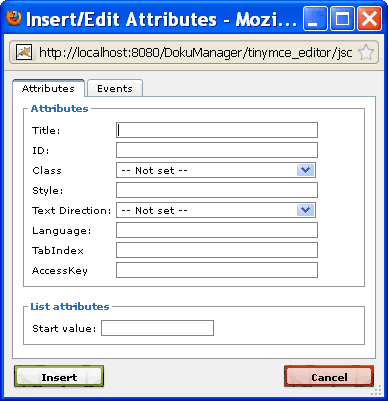 Insert/Edit Attributes - Mozi...
http://localhost:8080/DokuManager/tinymce_editor/jsc
Attributes Events
Attributes
Title:
ID:
Class -- Not set --
Style:
Text Direction: -- Not set --
Language:
TabIndex
AccessKey
List attributes
Start value:
Insert Cancel